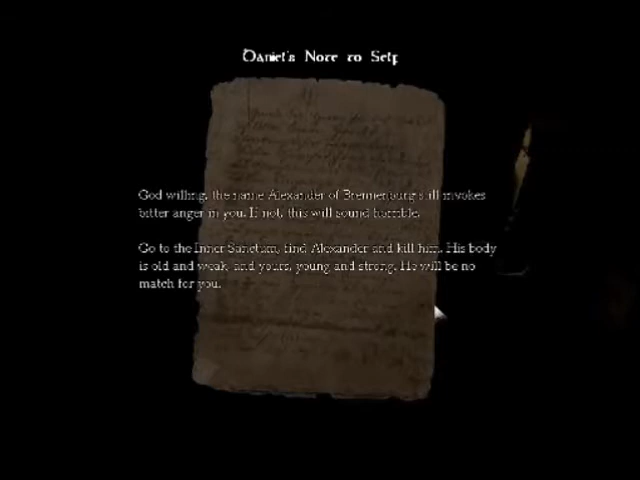 Daniel's Note to Self
God willing, the name Alexander of Brennenburg still invokes
bitter anger in you. If not, this will sound horrible.
Go to the Inner Sanctum, find Alexander and kill him. His body
is old and weak, and yours, young and strong. He will be no
match for you.